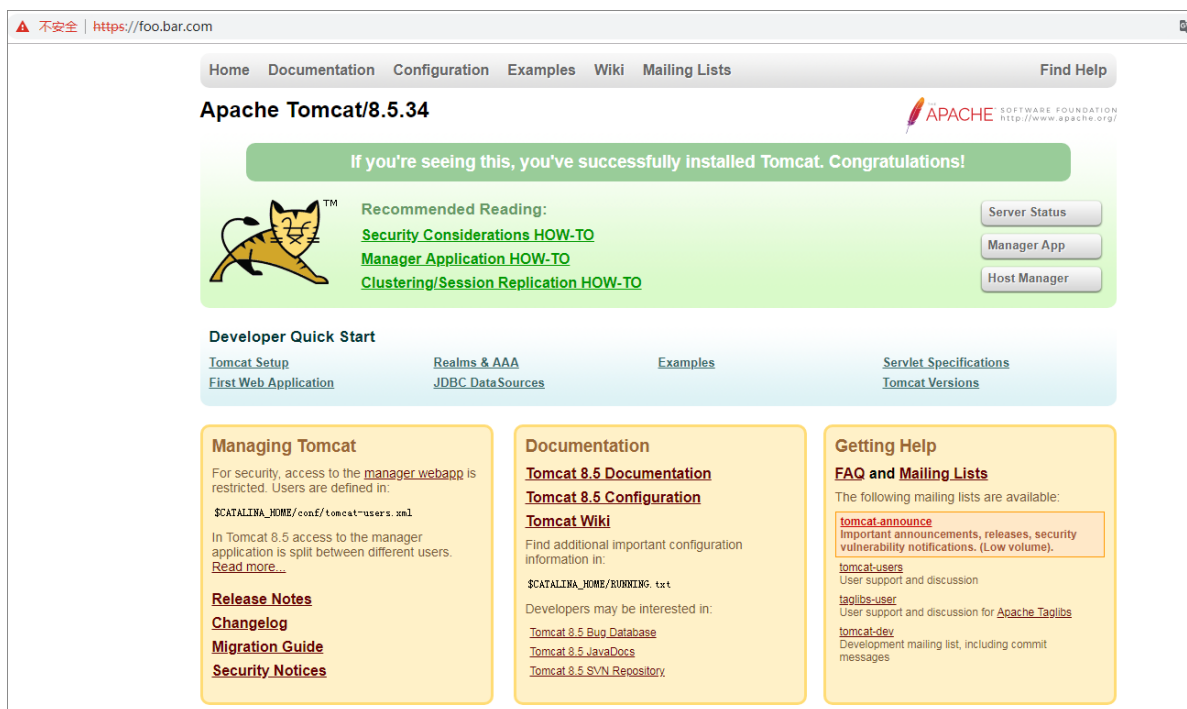 不安全 | https://foo.bar.com
Home Documentation Configuration Examples Wiki Mailing Lists Find Help
Apache Tomcat/8.5.34
THE
APACHE SOFTWARE FOUNDATION
http://www.apache.org/
If you're seeing this, you've successfully installed Tomcat. Congratulations!
TM
Recommended Reading:
Security Considerations HOW-TO
Manager Application HOW-TO
Clustering/Session Replication HOW-TO
Server Status
Manager App
Host Manager
Developer Quick Start
Tomcat Setup
First Web Application
Realms & AAA
JDBC DataSources
Examples
Servlet Specifications
Tomcat Versions
Managing Tomcat
For security, access to the manager webapp is
restricted. Users are defined in:
$CATALINA_HOME/conf/tomcat-users.xml
In Tomcat 8.5 access to the manager
application is split between different users.
Read more...
Release Notes
Changelog
Migration Guide
Security Notices
Documentation
Tomcat 8.5 Documentation
Tomcat 8.5 Configuration
Tomcat Wiki
Find additional important configuration
information in:
$CATALINA_HOME/RUNNING.txt
Developers may be interested in:
Tomcat 8.5 Bug Database
Tomcat 8.5 JavaDocs
Tomcat 8.5 SVN Repository
Getting Help
FAQ and Mailing Lists
The following mailing lists are available:
tomcat-announce
Important announcements, releases, security
vulnerability notifications. (Low volume).
tomcat-users
User support and discussion
taglibs-user
User support and discussion for Apache Taglibs
tomcat-dev
Development mailing list, including commit
messages